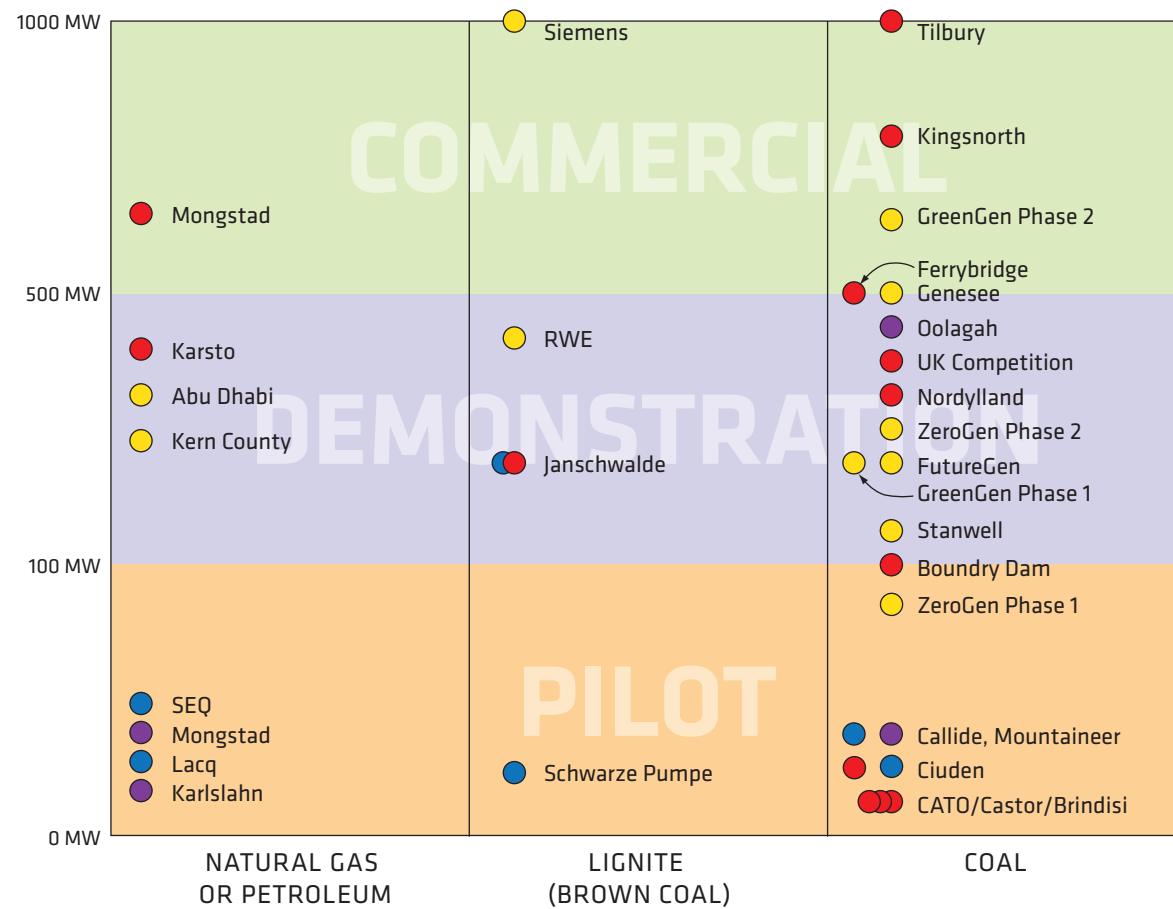 1000 MW
Siemens
Tilbury
COMMERCIAL
Kingsnorth
Mongstad
GreenGen Phase 2
Ferrybridge
500 MW
Genesee
Oolagah
Karsto
RWE
UK Competition
Abu Dhabi
Nordylland
DEMONSTRATION
Kern County
ZeroGen Phase 2
Janschwalde
FutureGen
GreenGen Phase 1
Stanwell
100 MW
Boundry Dam
ZeroGen Phase 1
PILOT
SEQ
Mongstad
Callide, Mountaineer
Lacq
Schwarze Pumpe
Ciuden
Karlslahn
CATO/Castor/Brindisi
0 MW
NATURAL GAS
OR PETROLEUM
LIGNITE
(BROWN COAL)
COAL